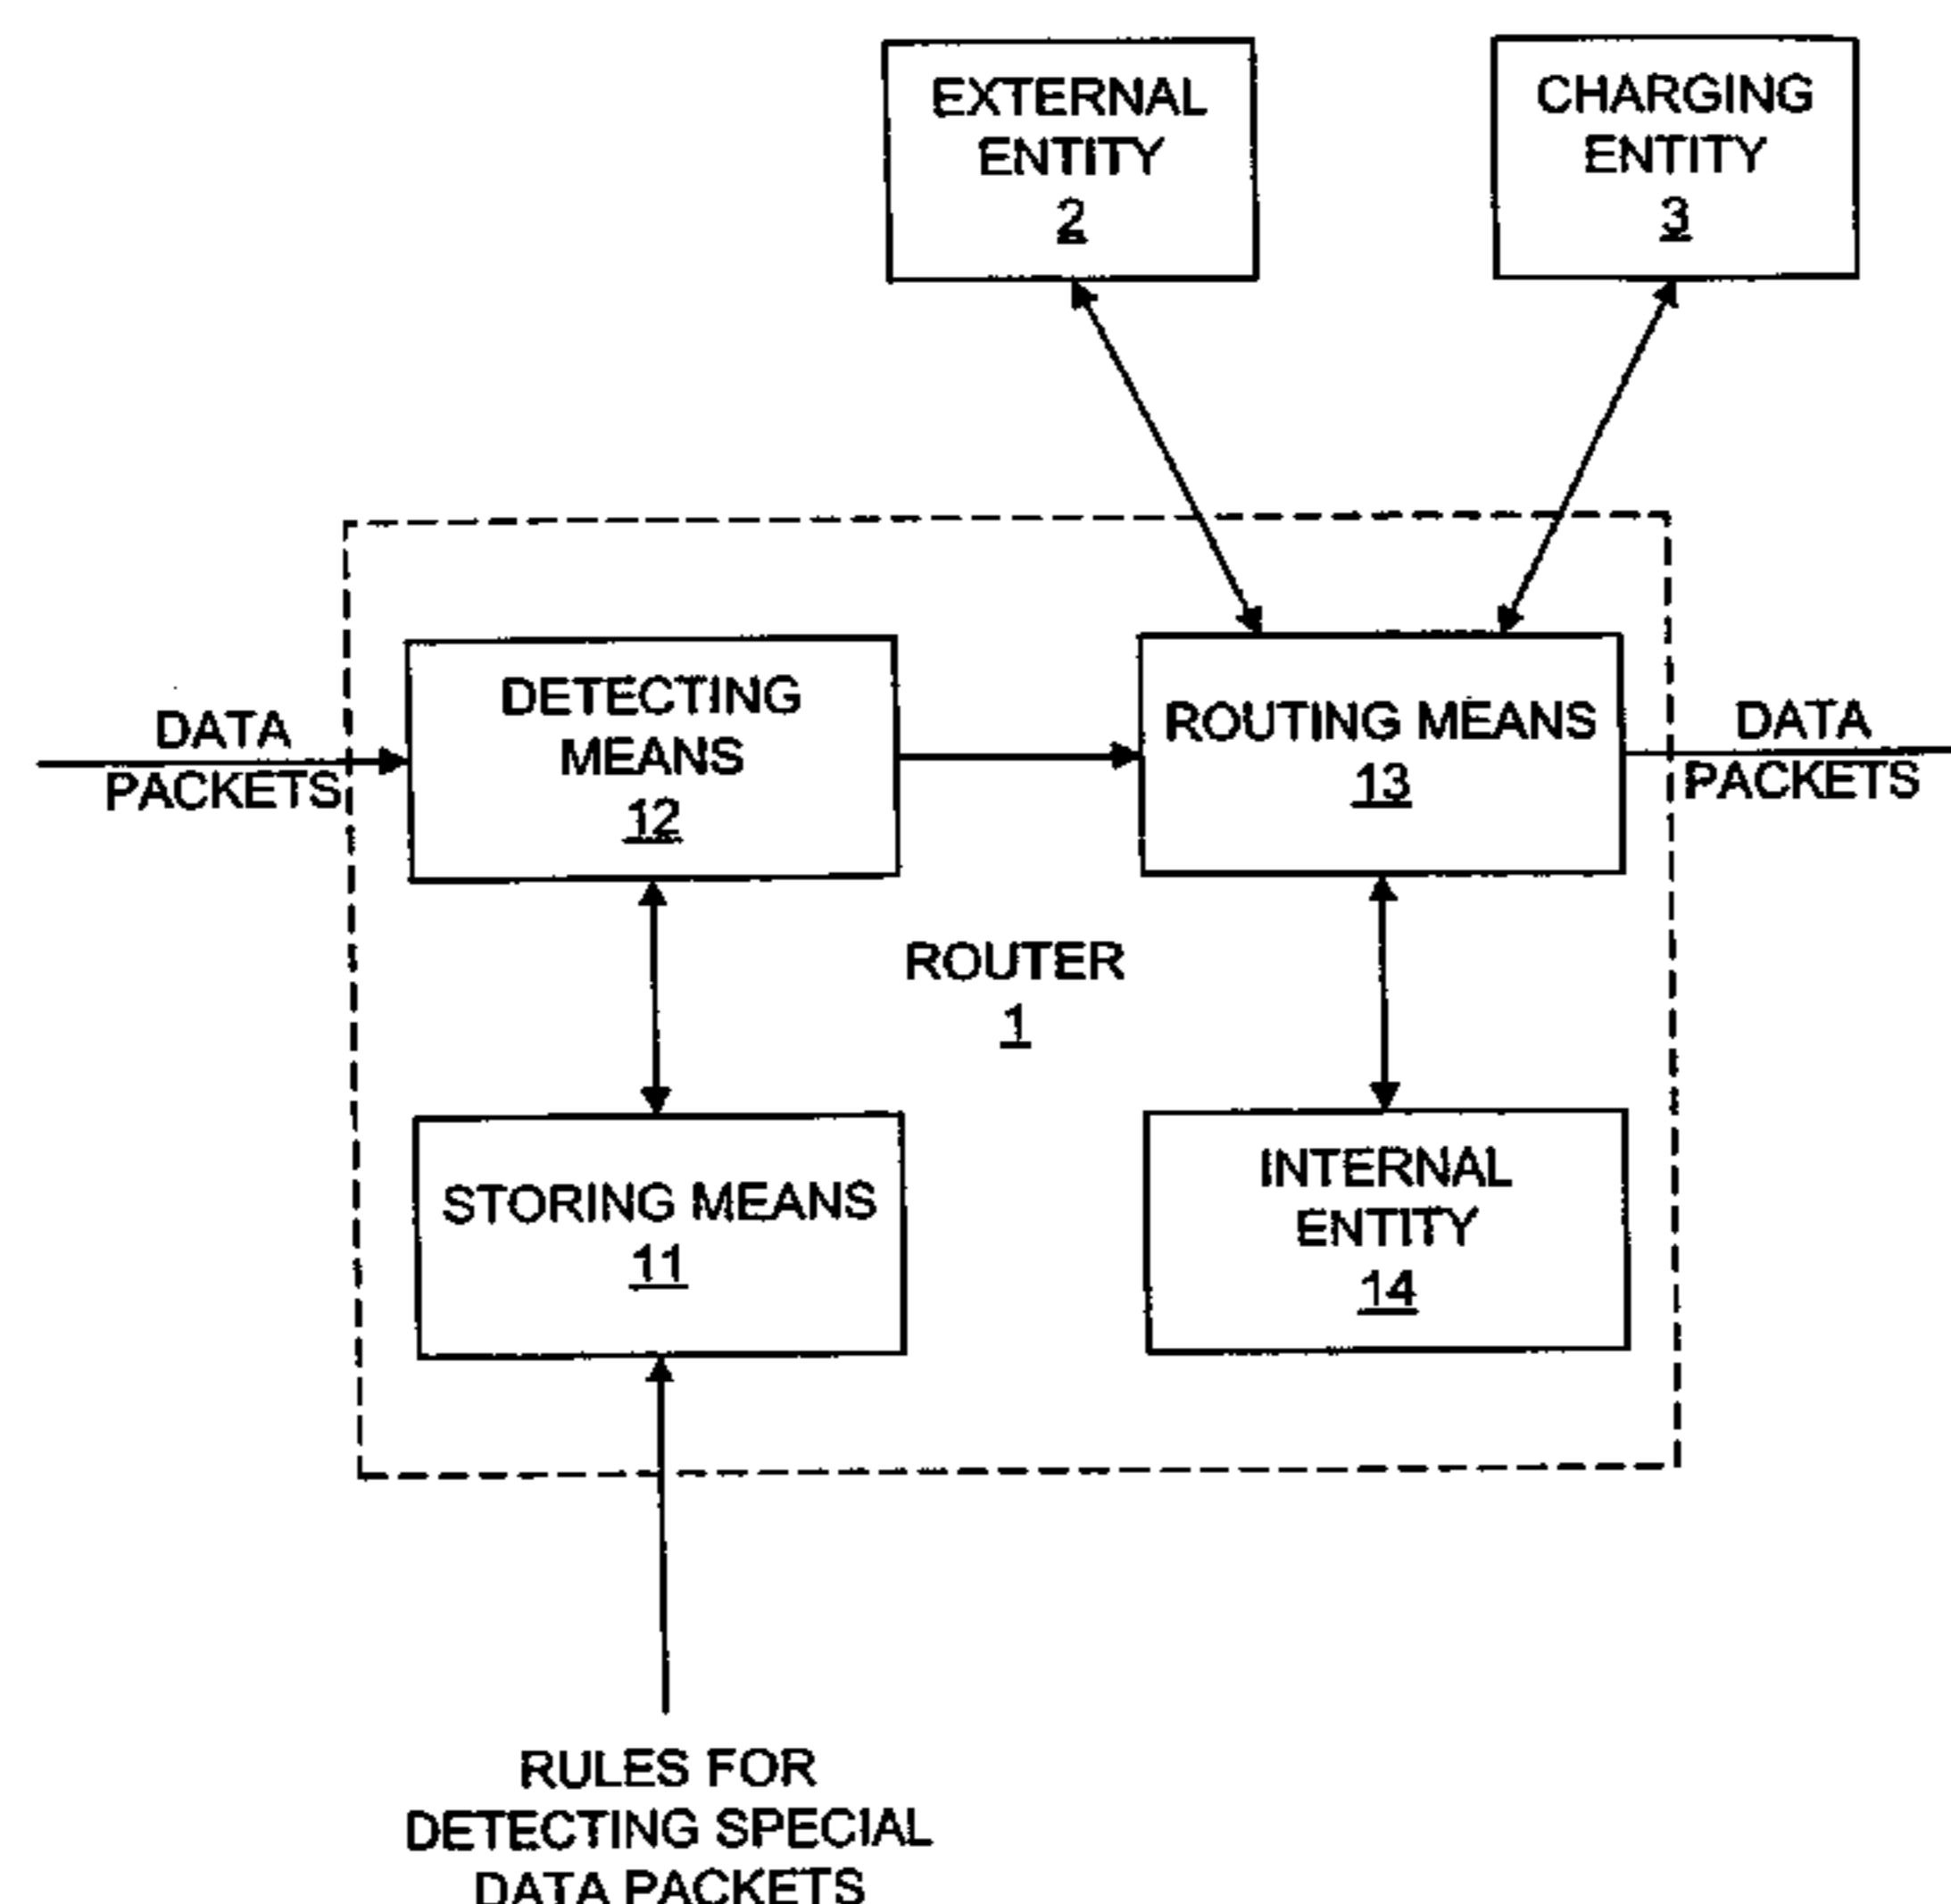 EXTERNAL
ENTITY
2
CHARGING
ENTITY
3
DATA
PACKETS
DETECTING
MEANS
12
ROUTING MEANS
13
DATA
PACKETS
ROUTER
1
STORING MEANS
11
INTERNAL
ENTITY
14
RULES FOR
DETECTING SPECIAL
DATA PACKETS